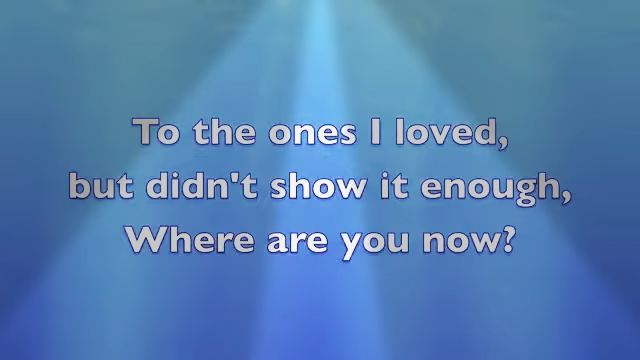 To the ones I loved,
but didn't show it enough,
Where are you now?